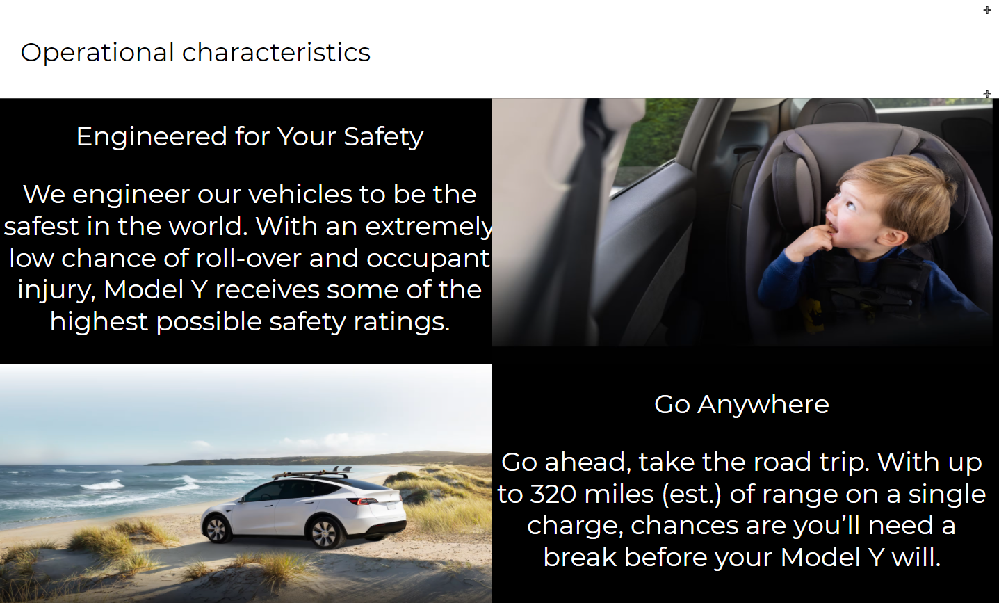 Operational characteristics
Engineered for Your Safety
We engineer our vehicles to be the
safest in the world. With an extremely
low chance of roll-over and occupant
injury, Model Y receives some of the
highest possible safety ratings.
Go Anywhere
Go ahead, take the road trip. With up
to 320 miles (est.) of range on a single
charge, chances are you’ll need a
break before your Model Y will.